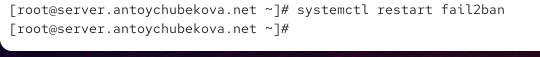 [root@server.antoychubekova.net ~]# systemctl restart fail2ban
[root@server.antoychubekova.net ~]#